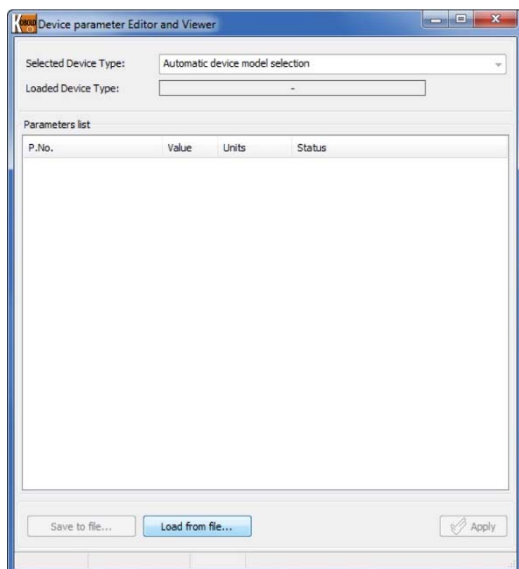 KOBOLD Device parameter Editor and Viewer
Selected Device Type: Automatic device model selection
Loaded Device Type: -
Parameters list
P.No. Value Units Status
Save to file... Load from file... Apply